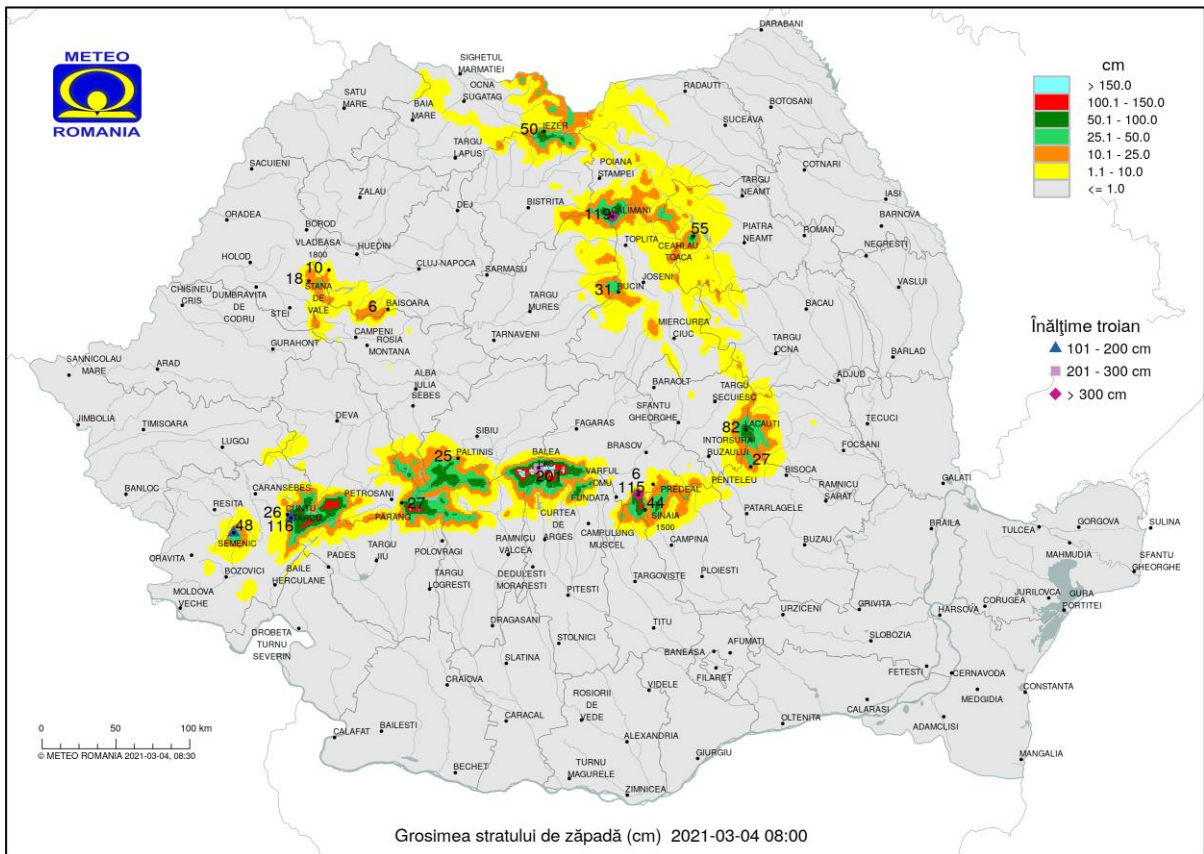 METEO
ROMANIA
cm
> 150.0
100.1 - 150.0
50.1 - 100.0
25.1 - 50.0
10.1 - 25.0
1.1 - 10.0
<= 1.0
Înălţime troian
101 - 200 cm
201 - 300 cm
> 300 cm
DARABANI
SIGHETUL
MARMATIEI
OCNA
SUGATAG
SATU
MARE
BAIA
MARE
RADAUTI
BOTOSANI
SUCEAVA
50
IEZER
TARGU
LAPUS
POIANA
STAMPEI
COTNARI
SACUIENI
ZALAU
TARGU
NEAMT
IASI
DEJ
BISTRITA
119
CALIMANI
BARNOVA
ORADEA
BOROD
55
ROMAN
PIATRA
NEAMT
VLADEASA
1800
HUEDIN
TOPLITA
CEAHLAU
TOACA
NEGRESTI
HOLOD
10
18
STANA
DE
VALE
CLUJ-NAPOCA
SARMASU
JOSENI
31
BUCIN
VASLUI
CHISINEU
CRIS
DUMBRAVITA
DE
CODRU
STEI
6
BAISOARA
TARGU
MURES
BACAU
CAMPENI
ROSIA
MONTANA
TARNAVENI
MIERCUREA
CIUC
GURAHONT
TARGU
OCNA
BARLAD
SANNICOLAU
MARE
ARAD
ALBA
IULIA
SEBES
BARAOLT
TARGU
SECUIESC
ADJUD
JIMBOLIA
TIMISOARA
DEVA
SFANTU
GHEORGHE
82
LACAUTI
TECUCI
LUGOJ
SIBIU
FAGARAS
BRASOV
INTORSURA
BUZAULUI
FOCSANI
25
PALTINIS
BALEA
LAC
201
VARFUL
OMU
6
115
27
PENTELEU
BISOCA
BANLOC
RESITA
CARANSEBES
CUNTU
TARCU
26
116
PETROSANI
27
PARANG
FUNDATA
PREDEAL
44
SINAIA
1500
RAMNICU
SARAT
GALATI
PATARLAGELE
48
SEMENIC
CURTEA
DE
ARGES
CAMPULUNG
MUSCEL
CAMPINA
BUZAU
BRAILA
TULCEA
GORGOVA
SULINA
MAHMUDIA
ORAVITA
BOZOVICI
BAILE
HERCULANE
PADES
TARGU
JIU
POLOVRAGI
RAMNICU
VALCEA
DEDULESTI
MORARESTI
TARGOVISTE
PLOIESTI
SFANTU
GHEORGHE
MOLDOVA
VECHE
TARGU
LOGRESTI
PITESTI
URZICENI
GRIVITA
HARSOVA
CORUGEA
JURILOVCA
GURA
PORTITEI
DROBETA
TURNU
SEVERIN
DRAGASANI
STOLNICI
TITU
BANEASA
AFUMATI
FILARET
SLOBOZIA
SLATINA
FETESTI
CERNAVODA
CRAIOVA
ROSIORII
DE
VEDE
VIDELE
MEDGIDIA
CONSTANTA
CALARASI
ADAMCLISI
CARACAL
OLTENITA
CALAFAT
BAILESTI
ALEXANDRIA
GIURGIU
MANGALIA
BECHET
TURNU
MAGURELE
ZIMNICEA
0 50 100 km
© METEO ROMANIA 2021-03-04, 08:30
Grosimea stratului de zăpadă (cm) 2021-03-04 08:00